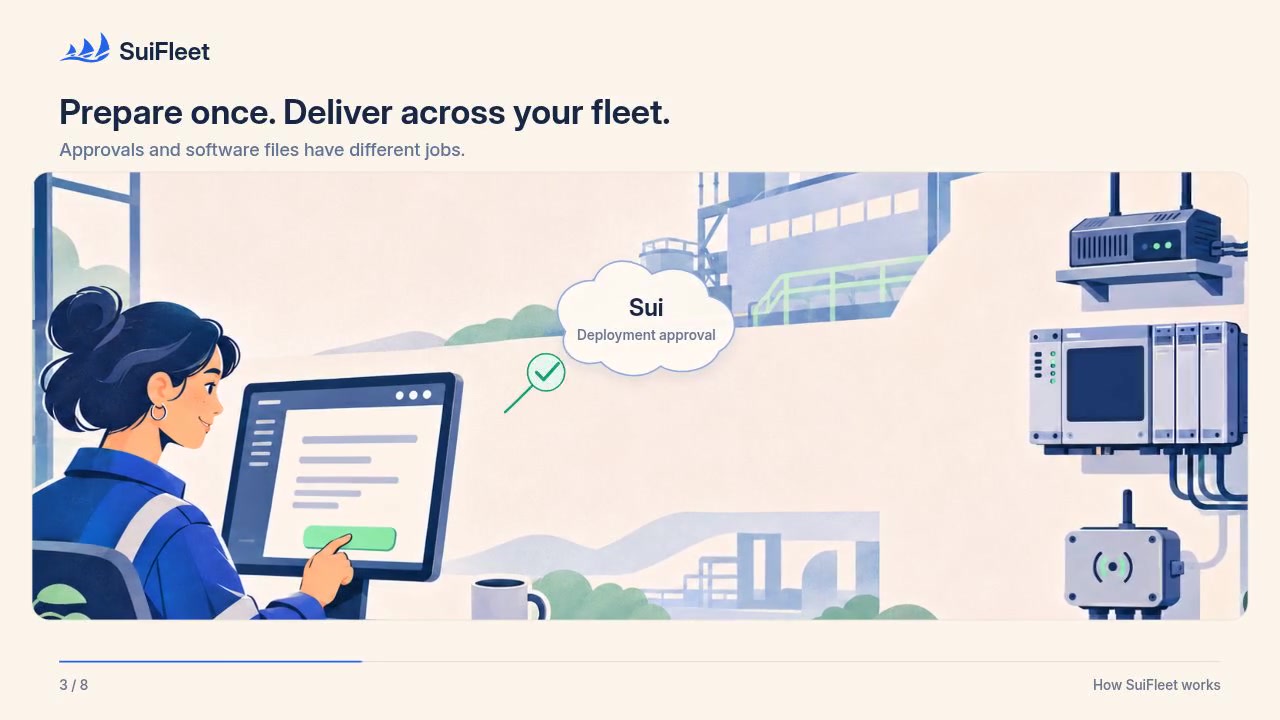 SuiFleet
Prepare once. Deliver across your fleet.
Approvals and software files have different jobs.
Sui
Deployment approval
3 / 8
How SuiFleet works